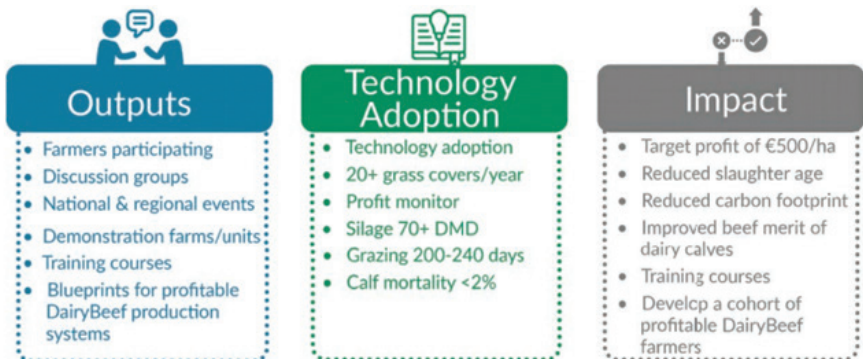 Outputs
• Farmers participating
• Discussion groups
• National & regional events
• Demonstration farms/units
• Training courses
• Blueprints for profitable
DairyBeef production
systems
Technology
Adoption
• Technology adoption
• 20+ grass covers/year
• Profit monitor
• Silage 70+ DMD
• Grazing 200-240 days
• Calf mortality <2%
Impact
• Target profit of €500/ha
• Reduced slaughter age
• Reduced carbon footprint
• Improved beef merit of
dairy calves
• Training courses
• Develcp a cohort of
profitable DairyBeef
farmers